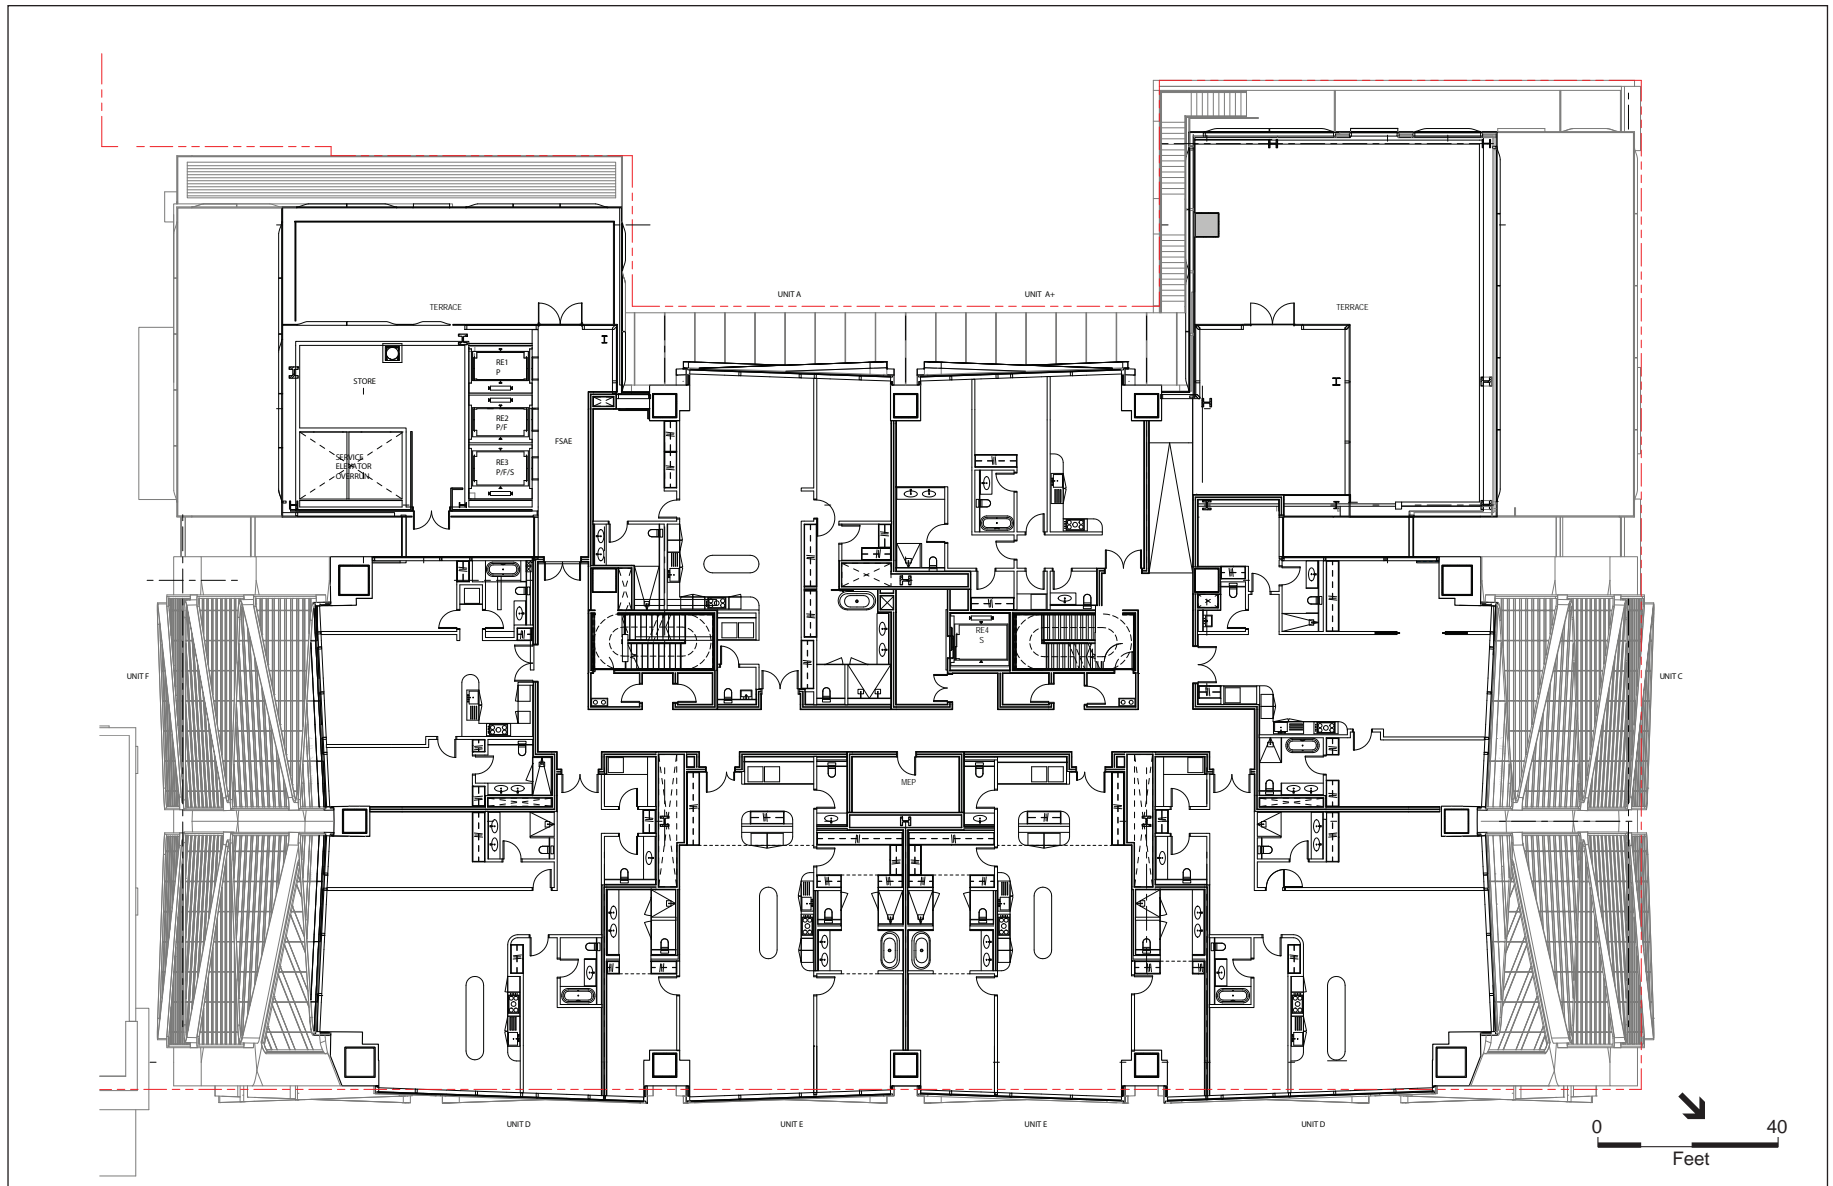 UNIT A
UNIT A+
TERRACE
TERRACE
RE1
P
STORE
RE2
P/F
FSAE
SERVICE
ELEVATOR
OVERRUN
RE3
P/F/S
RE4
S
UNIT F
UNIT C
MEP
UNIT D
UNIT E
UNIT E
UNIT D
0
40
Feet